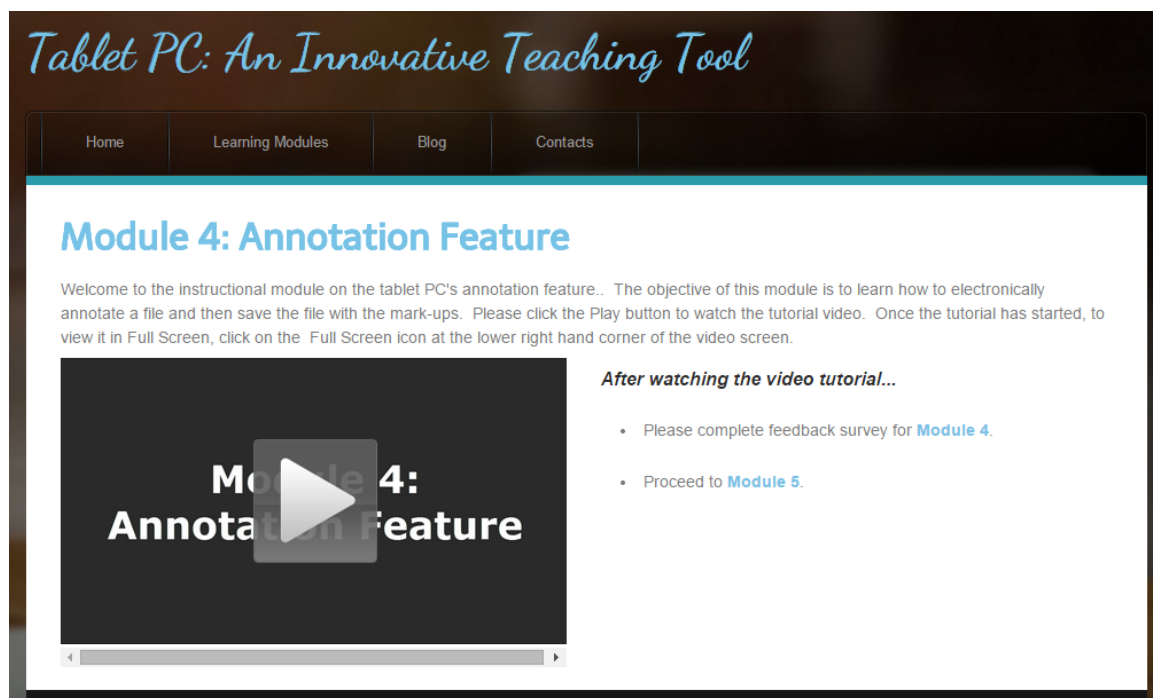 Tablet PC: An Innovative Teaching Tool
Home Learning Modules Blog Contacts
Module 4: Annotation Feature
Welcome to the instructional module on the tablet PC's annotation feature..  The objective of this module is to learn how to electronically
annotate a file and then save the file with the mark-ups.  Please click the Play button to watch the tutorial video.  Once the tutorial has started, to
view it in Full Screen, click on the  Full Screen icon at the lower right hand corner of the video screen.
Module 4:
Annotation Feature
After watching the video tutorial...
• Please complete feedback survey for Module 4.
• Proceed to Module 5.